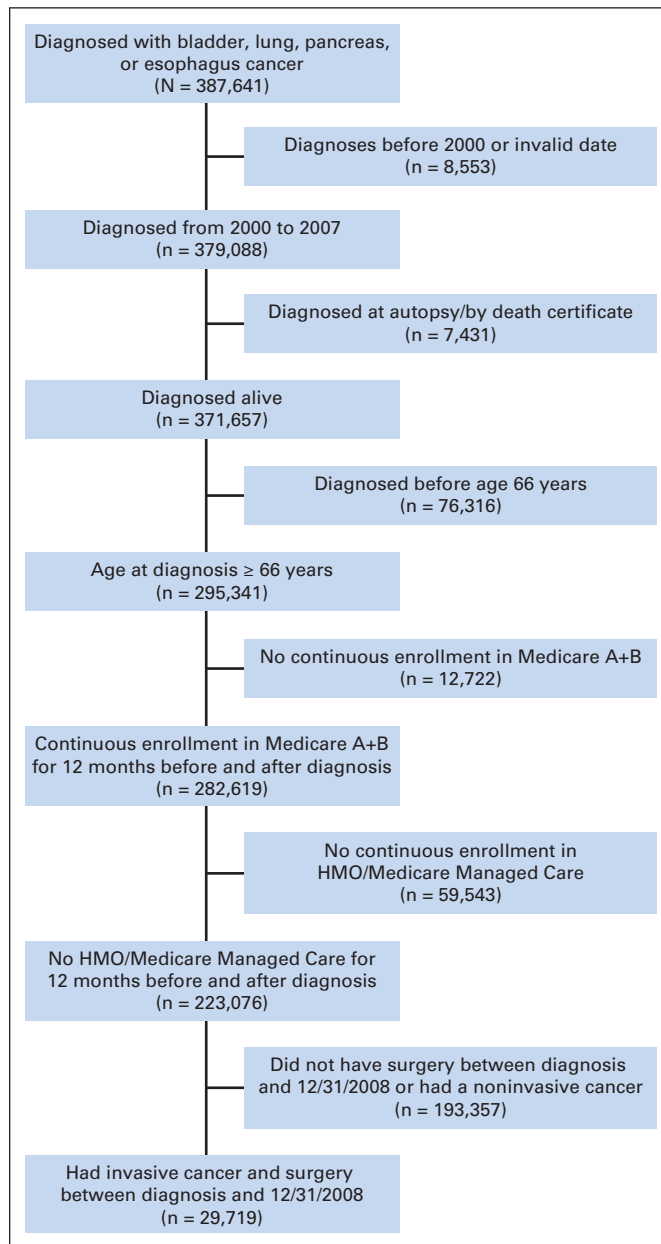 Diagnosed with bladder, lung, pancreas,
or esophagus cancer
(N = 387,641)
Diagnoses before 2000 or invalid date
(n = 8,553)
Diagnosed from 2000 to 2007
(n = 379,088)
Diagnosed at autopsy/by death certificate
(n = 7,431)
Diagnosed alive
(n = 371,657)
Diagnosed before age 66 years
(n = 76,316)
Age at diagnosis ≥ 66 years
(n = 295,341)
No continuous enrollment in Medicare A+B
(n = 12,722)
Continuous enrollment in Medicare A+B
for 12 months before and after diagnosis
(n = 282,619)
No continuous enrollment in
HMO/Medicare Managed Care
(n = 59,543)
No HMO/Medicare Managed Care for
12 months before and after diagnosis
(n = 223,076)
Did not have surgery between diagnosis
and 12/31/2008 or had a noninvasive cancer
(n = 193,357)
Had invasive cancer and surgery
between diagnosis and 12/31/2008
(n = 29,719)